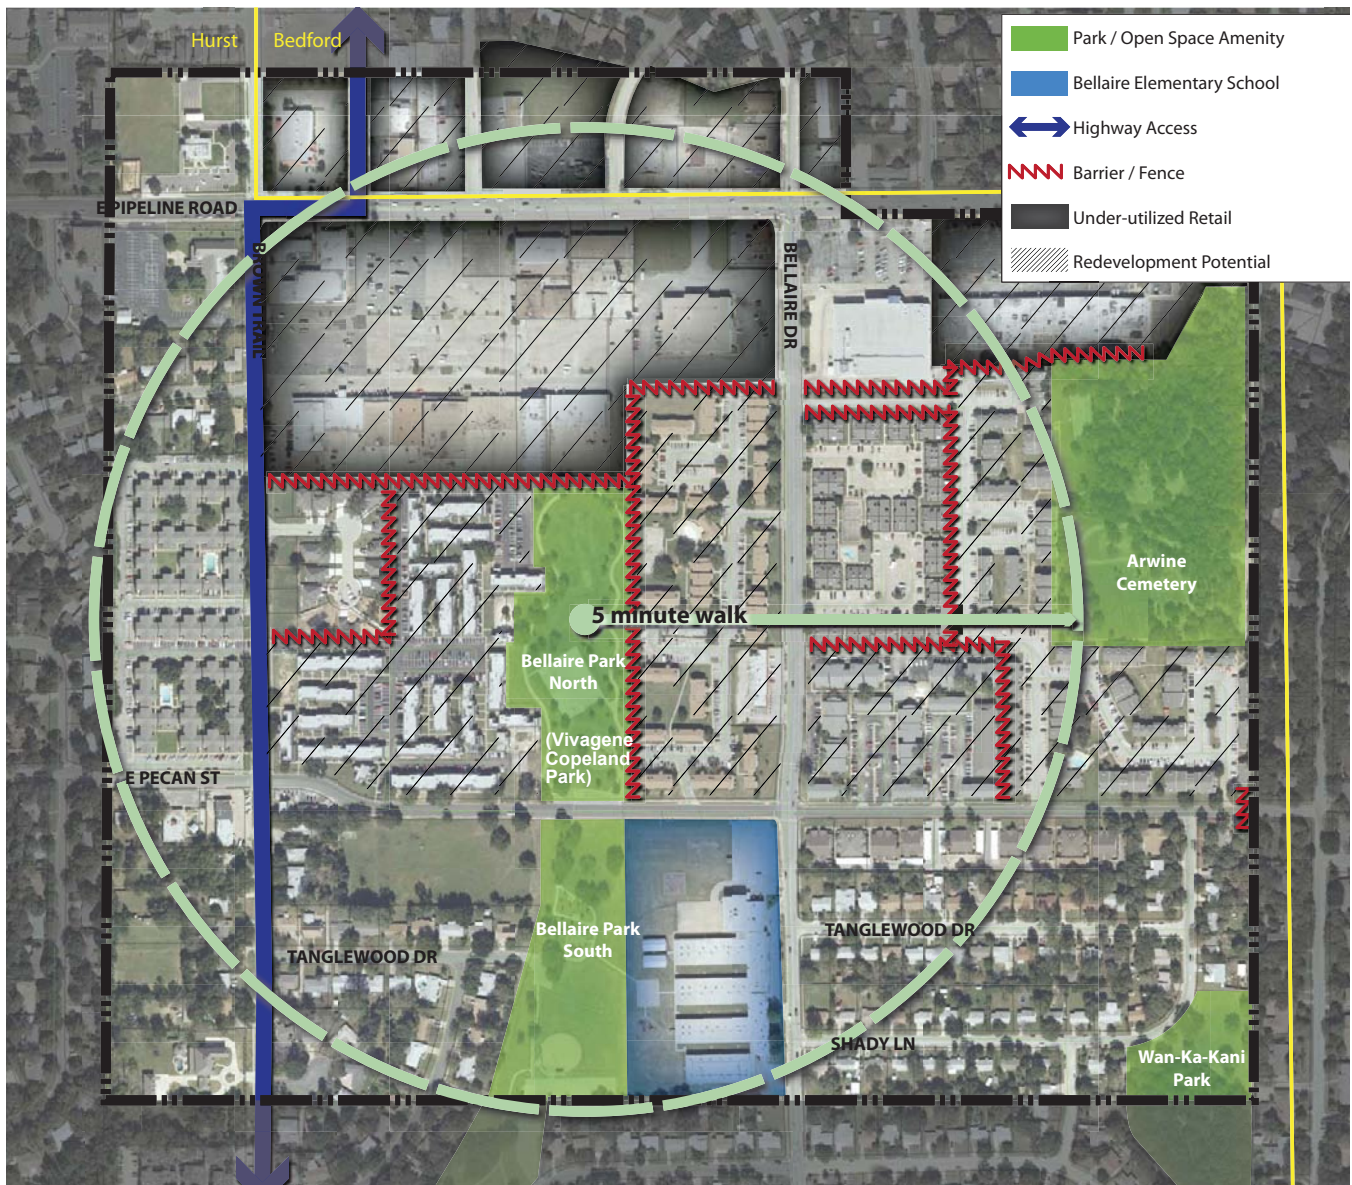 Hurst
Bedford
Park / Open Space Amenity
Bellaire Elementary School
Highway Access
Barrier / Fence
Under-utilized Retail
Redevelopment Potential
E PIPELINE ROAD
BROWN TRAIL
BELLAIRE DR
Arwine
Cemetery
5 minute walk
Bellaire Park
North
(Vivagene
Copeland
Park)
E PECAN ST
Bellaire Park
South
TANGLEWOOD DR
TANGLEWOOD DR
SHADY LN
Wan-Ka-Kani
Park